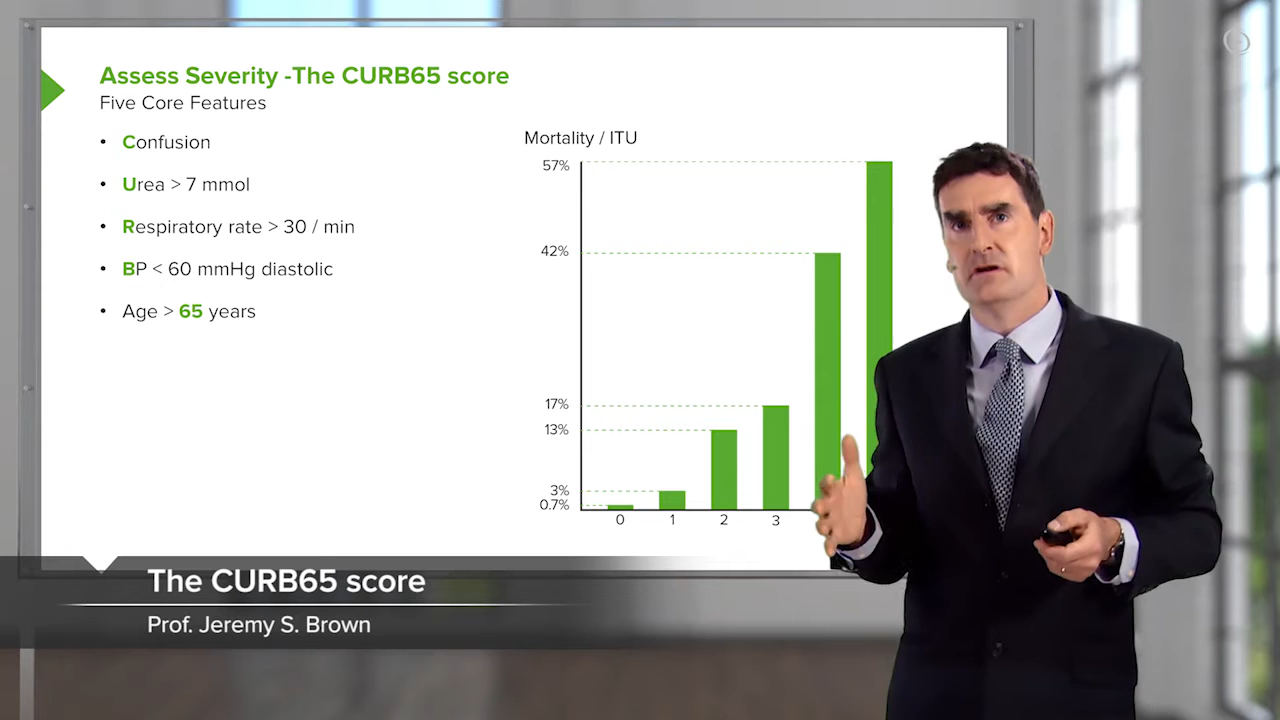 Assess Severity -The CURB65 score
Five Core Features
• Confusion
• Urea > 7 mmol
• Respiratory rate > 30 / min
• BP < 60 mmHg diastolic
• Age > 65 years
Mortality / ITU
57%
42%
17%
13%
3%
0.7%
0 1 2 3
The CURB65 score
Prof. Jeremy S. Brown